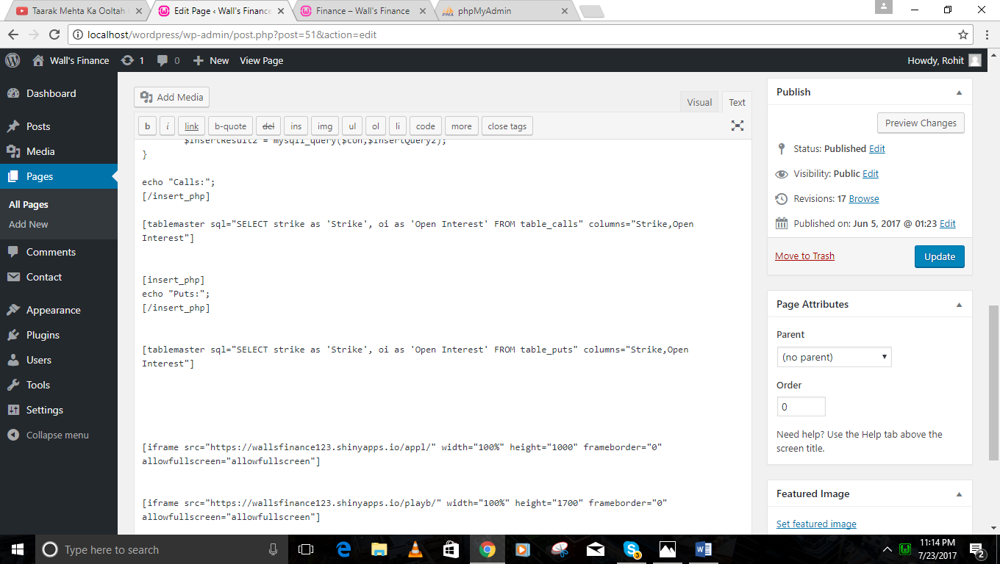 Taarak Mehta Ka Ooltah
Edit Page ‹ Wall's Finance
Finance – Wall's Finance
PMA phpMyAdmin
localhost/wordpress/wp-admin/post.php?post=51&action=edit
Wall's Finance 1 0 New View Page
Howdy, Rohit
Dashboard
Posts
Media
Pages
All Pages
Add New
Comments
Contact
Appearance
Plugins
Users
Tools
Settings
Collapse menu
Add Media
Visual Text
b i link b-quote del ins img ul ol li code more close tags
$insertResult2 = mysqli_query($con,$insertQuery2);
}
echo "Calls:";
[/insert_php]
[tablemaster sql="SELECT strike as 'Strike', oi as 'Open Interest' FROM table_calls" columns="Strike,Open
Interest"]
[insert_php]
echo "Puts:";
[/insert_php]
[tablemaster sql="SELECT strike as 'Strike', oi as 'Open Interest' FROM table_puts" columns="Strike,Open
Interest"]
[iframe src="https://wallsfinance123.shinyapps.io/appl/" width="100%" height="1000" frameborder="0"
allowfullscreen="allowfullscreen"]
[iframe src="https://wallsfinance123.shinyapps.io/playb/" width="100%" height="1700" frameborder="0"
allowfullscreen="allowfullscreen"]
Publish
Preview Changes
Status: Published Edit
Visibility: Public Edit
Revisions: 17 Browse
Published on: Jun 5, 2017 @ 01:23 Edit
Move to Trash
Update
Page Attributes
Parent
(no parent)
Order
0
Need help? Use the Help tab above the
screen title.
Featured Image
Set featured image
Type here to search
3
11:14 PM
7/23/2017
2